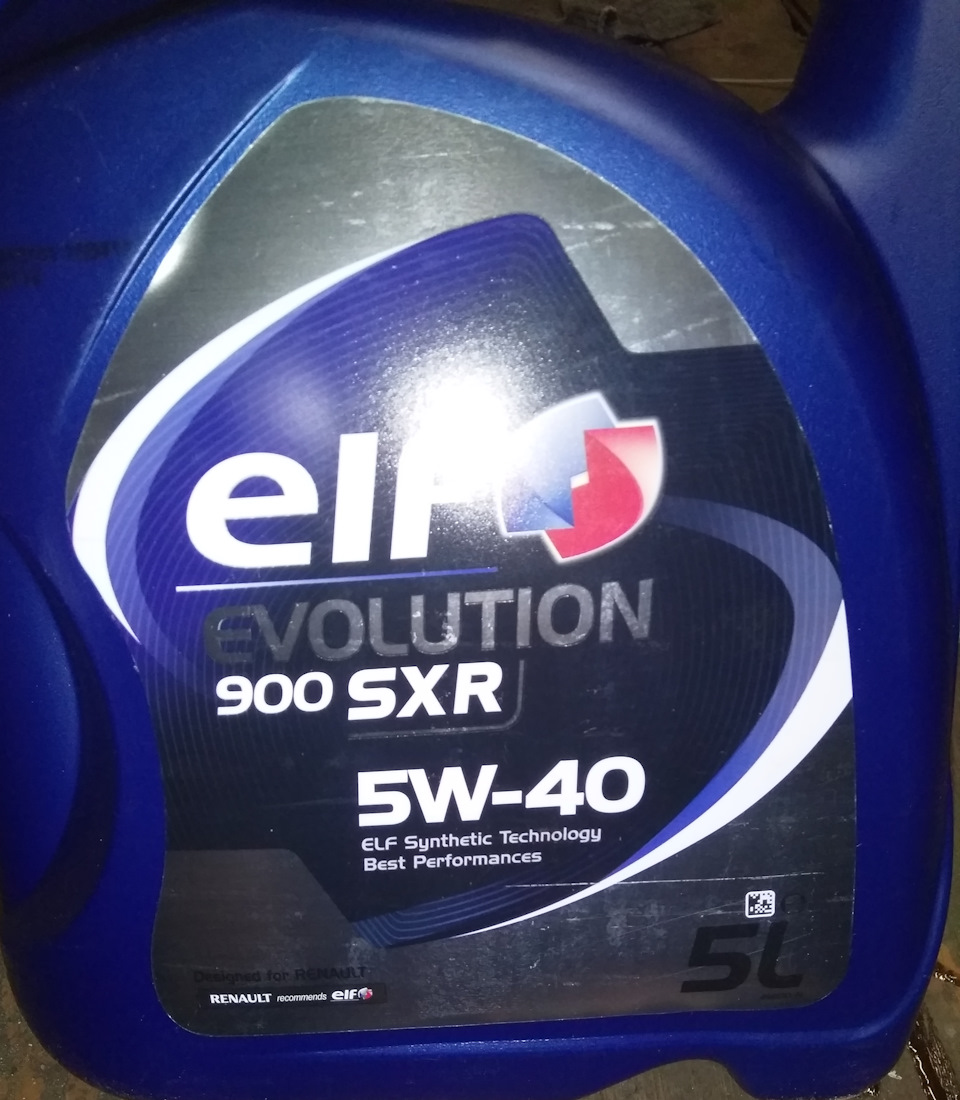 elf
EVOLUTION
900 SXR
5W-40
ELF Synthetic Technology
Best Performances
5L
Designed for RENAULT
RENAULT recommends elf